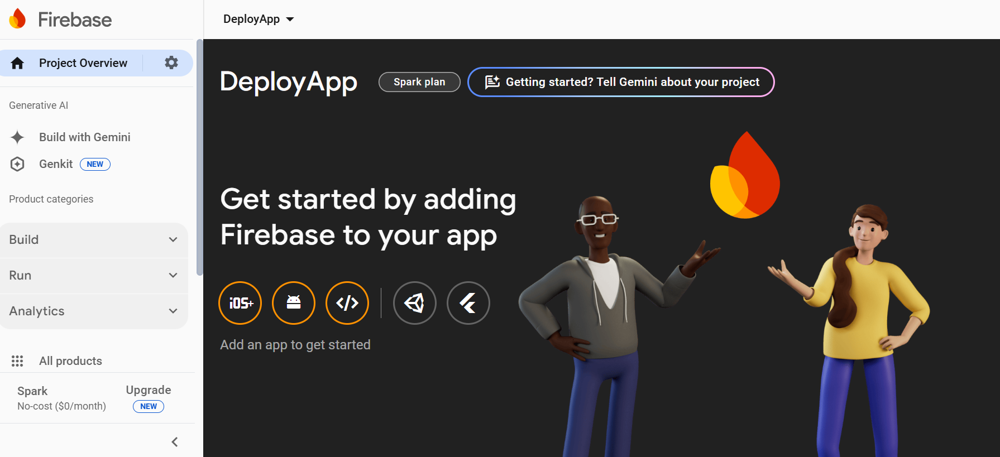 Firebase
DeployApp
Project Overview
Generative AI
Build with Gemini
Genkit NEW
Product categories
Build
Run
Analytics
All products
Spark
No-cost ($0/month)
Upgrade
NEW
DeployApp
Spark plan
Getting started? Tell Gemini about your project
Get started by adding
Firebase to your app
iOS+
Add an app to get started